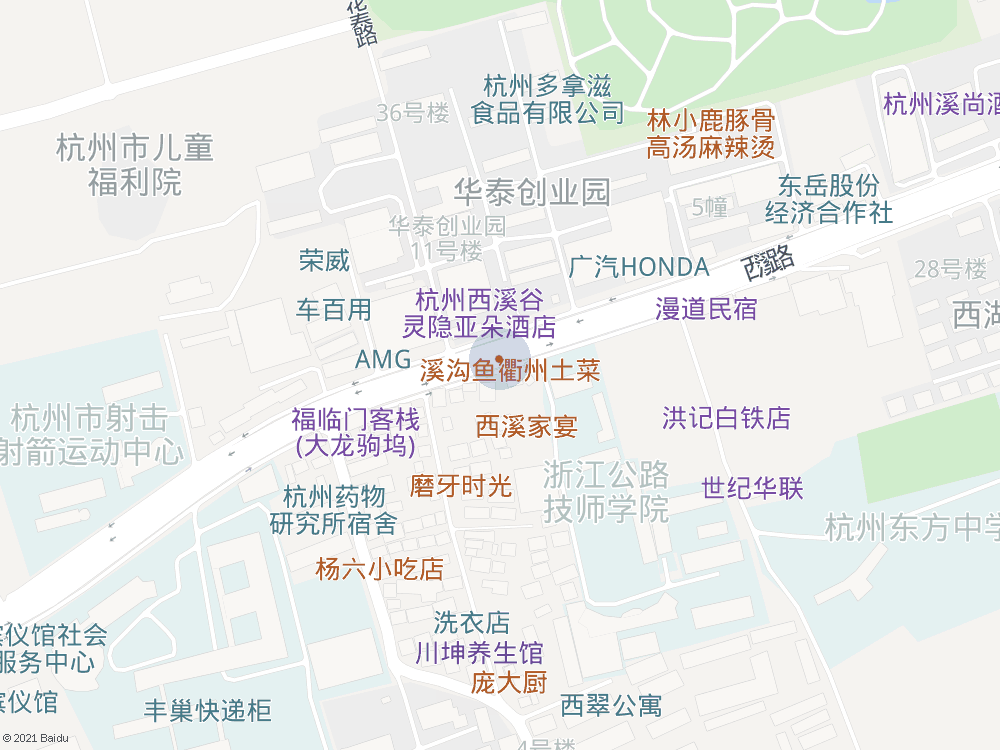 华泰路
杭州多拿滋
食品有限公司
36号楼
杭州溪尚酒
林小鹿豚骨
高汤麻辣烫
杭州市儿童
福利院
华泰创业园
东岳股份
经济合作社
5幢
华泰创业园
11号楼
荣威
广汽HONDA
西溪路
28号楼
杭州西溪谷
灵隐亚朵酒店
车百用
漫道民宿
西湖
AMG
溪沟鱼衢州土菜
杭州市射击
射箭运动中心
福临门客栈
(大龙驹坞)
西溪家宴
洪记白铁店
磨牙时光
浙江公路
技师学院
世纪华联
杭州药物
研究所宿舍
杭州东方中学
杨六小吃店
洗衣店
殡仪馆社会
服务中心
川坤养生馆
庞大厨
殡仪馆
丰巢快递柜
西翠公寓
4号楼
© 2021 Baidu